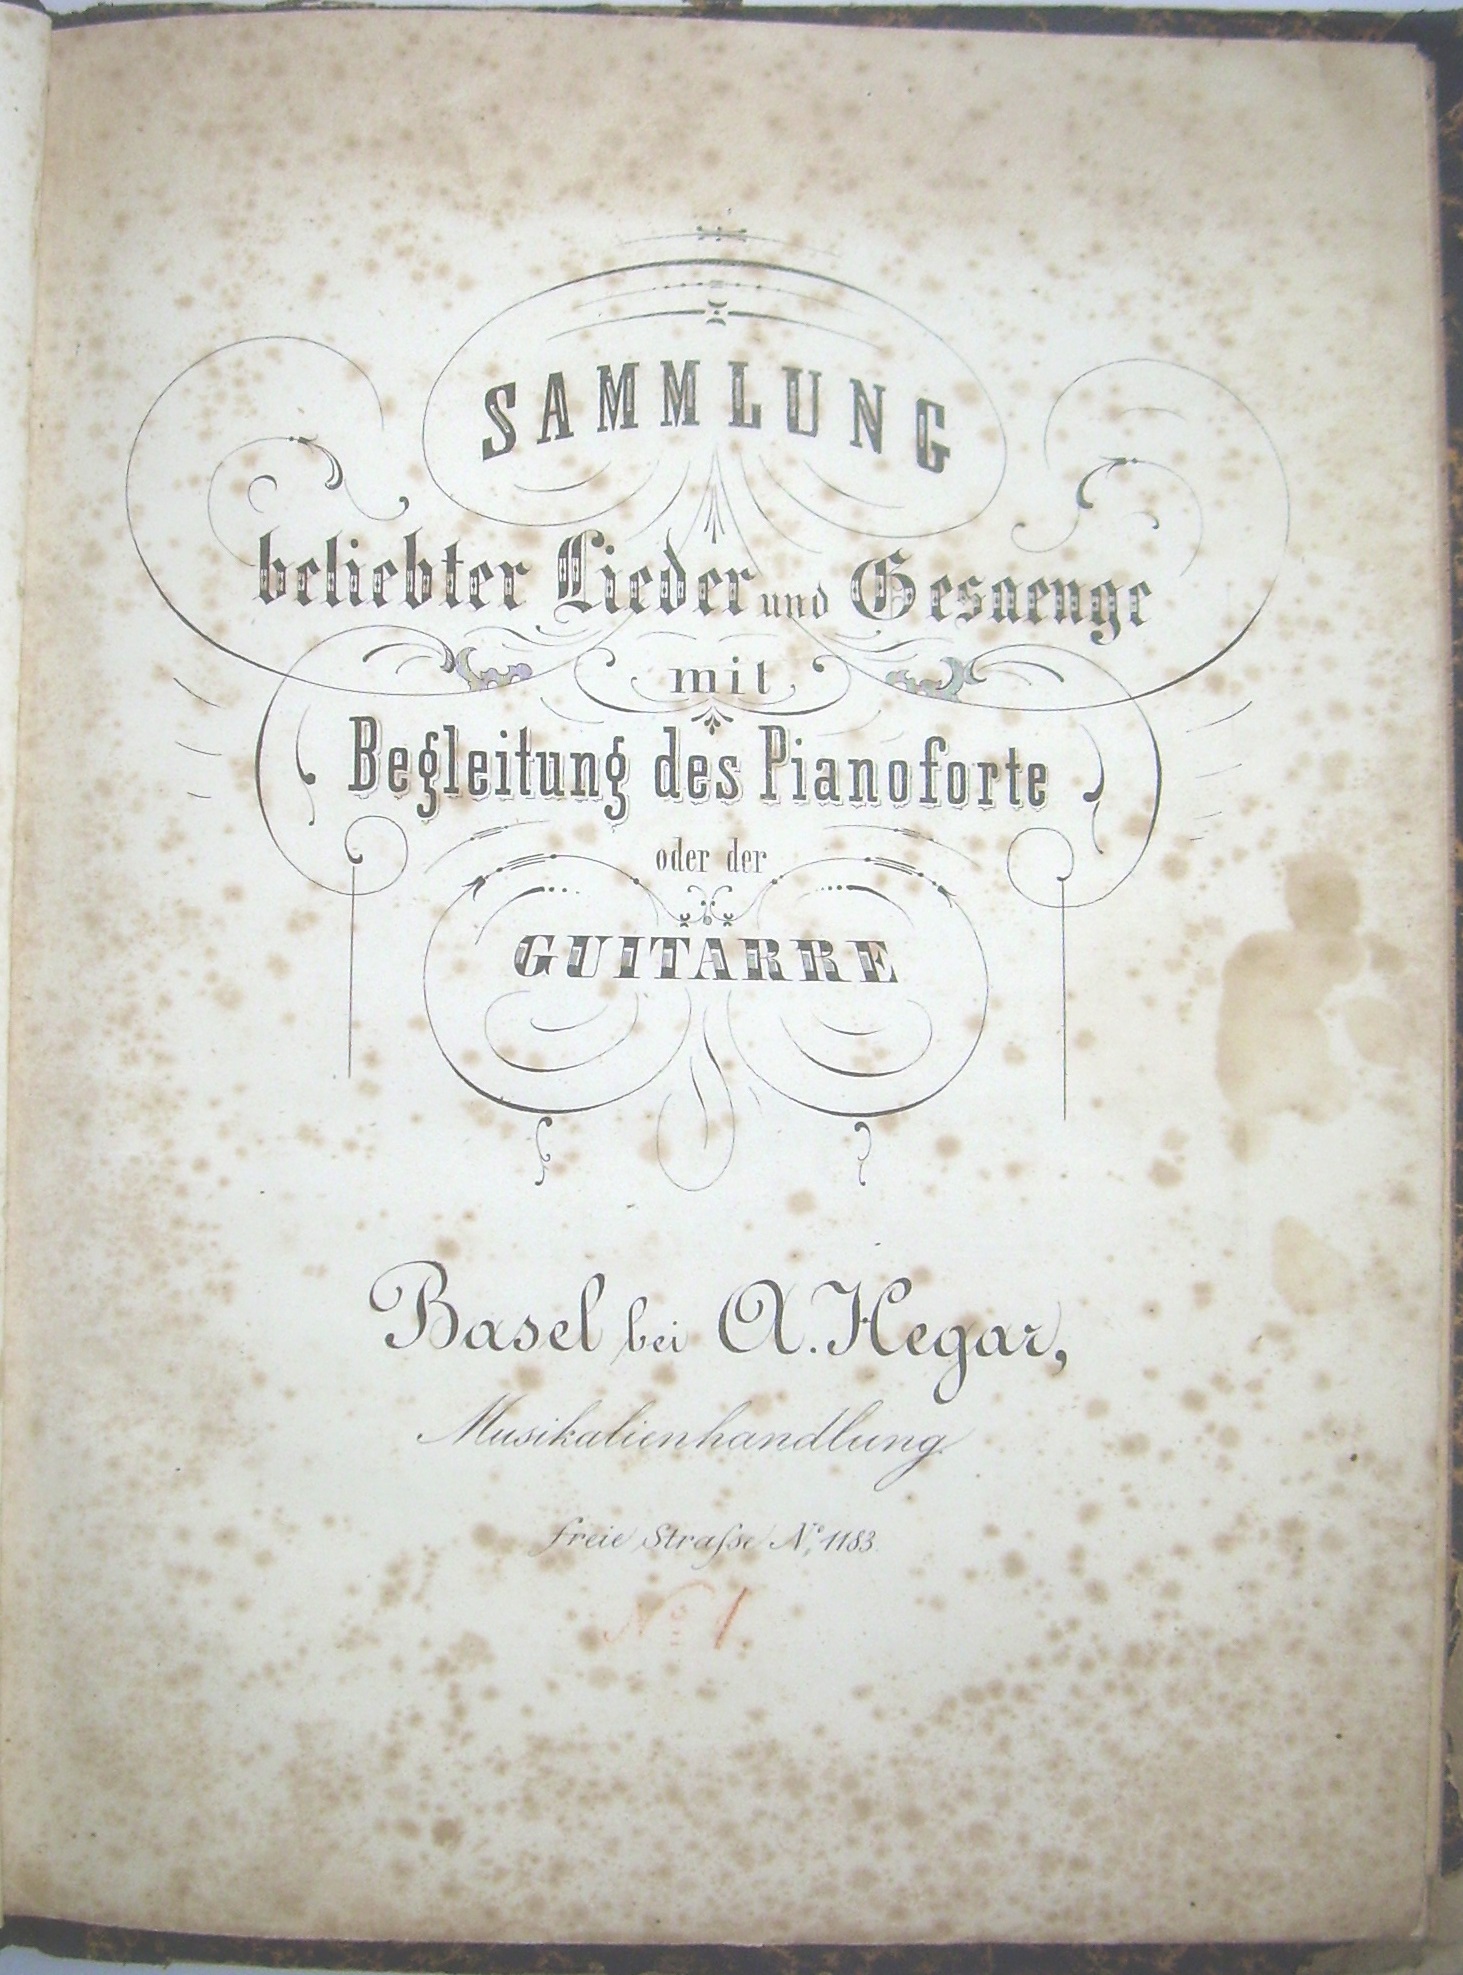 SAMMLUNG
beliebter Lieder und Gesaenge
mit
Begleitung des Pianoforte
oder der
GUITARRE
Basel bei A. Hegar,
Musikalienhandlung.
freie Straſse No. 1183.
No 1.